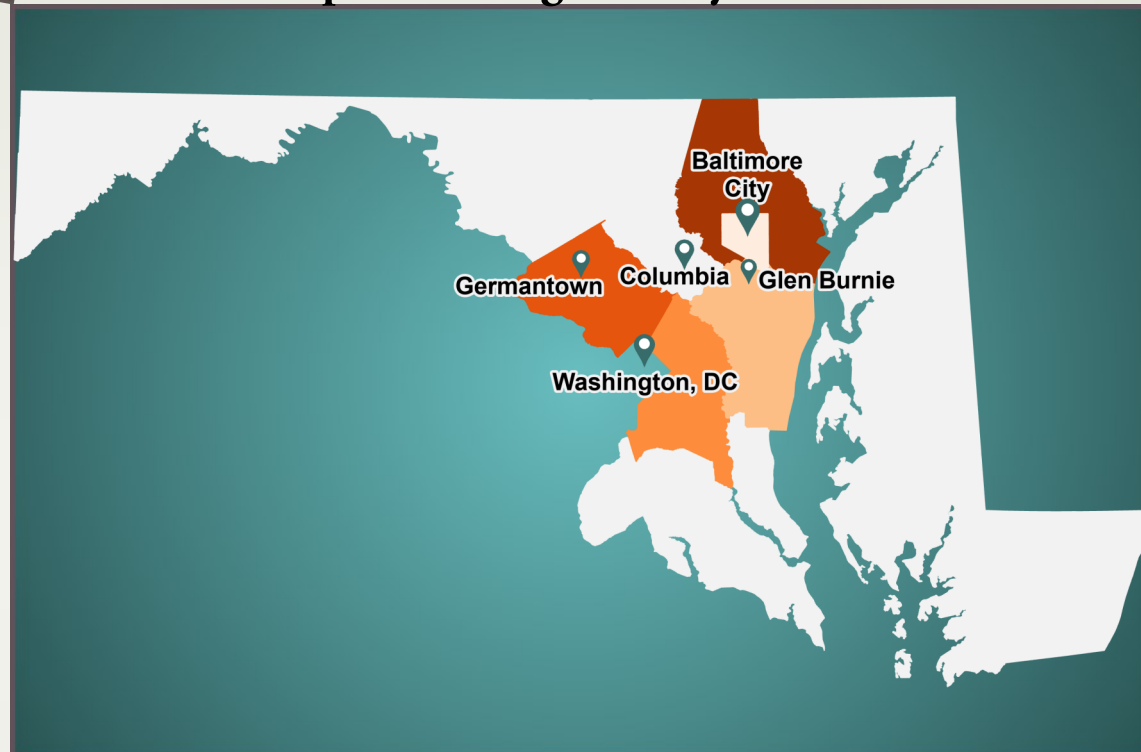 Baltimore
City
Columbia
Germantown
Glen Burnie
Washington, DC